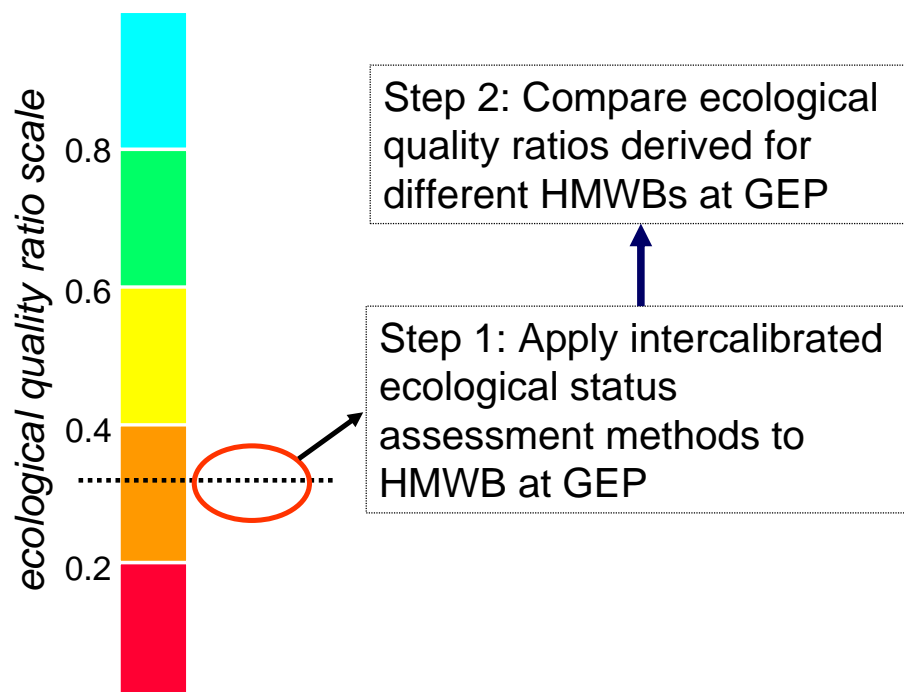 ecological quality ratio scale
0.8
0.6
0.4
0.2
Step 2: Compare ecological
quality ratios derived for
different HMWBs at GEP
Step 1: Apply intercalibrated
ecological status
assessment methods to
HMWB at GEP